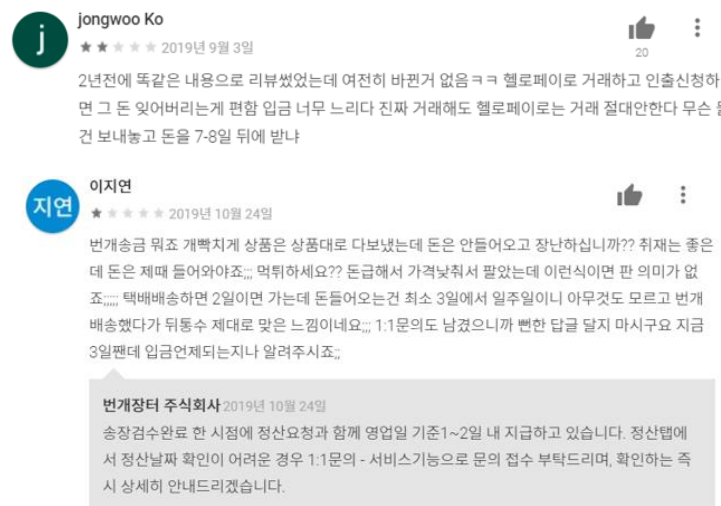 j
jongwoo Ko
2019년 9월 3일
20
2년전에 똑같은 내용으로 리뷰썼었는데 여전히 바뀐거 없음ㅋㅋ 헬로페이로 거래하고 인출신청하
면 그 돈 잊어버리는게 편함 입금 너무 느리다 진짜 거래해도 헬로페이로는 거래 절대안한다 무슨 물
건 보내놓고 돈을 7-8일 뒤에 받냐
지연
이지연
2019년 10월 24일
번개송금 뭐죠 개빡치게 상품은 상품대로 다보냈는데 돈은 안들어오고 장난하십니까?? 취재는 좋은
데 돈은 제때 들어와야죠;;; 먹튀하세요?? 돈급해서 가격낮춰서 팔았는데 이런식이면 판 의미가 없
죠;;;;; 택배배송하면 2일이면 가는데 돈들어오는건 최소 3일에서 일주일이니 아무것도 모르고 번개
배송했다가 뒤통수 제대로 맞은 느낌이네요;;; 1:1문의도 남겼으니까 뻔한 답글 달지 마시구요 지금
3일짼데 입금언제되는지나 알려주시죠;;
번개장터 주식회사 2019년 10월 24일
송장검수완료 한 시점에 정산요청과 함께 영업일 기준1~2일 내 지급하고 있습니다. 정산탭에
서 정산날짜 확인이 어려운 경우 1:1문의 - 서비스기능으로 문의 접수 부탁드리며, 확인하는 즉
시 상세히 안내드리겠습니다.